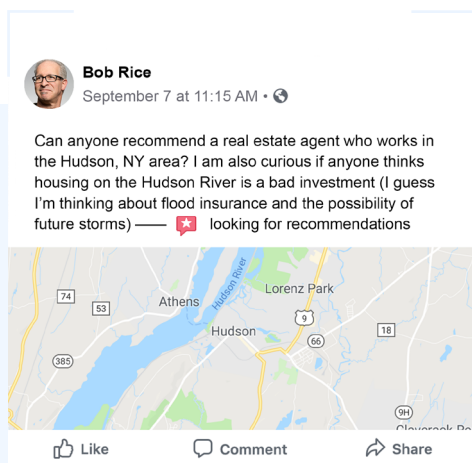 Bob Rice
September 7 at 11:15 AM •
Can anyone recommend a real estate agent who works in
the Hudson, NY area? I am also curious if anyone thinks
housing on the Hudson River is a bad investment (I guess
I'm thinking about flood insurance and the possibility of
future storms) —— looking for recommendations
Hudson River
Lorenz Park
74
53
Athens
9
Hudson
66
18
385
9H
Like Comment Share